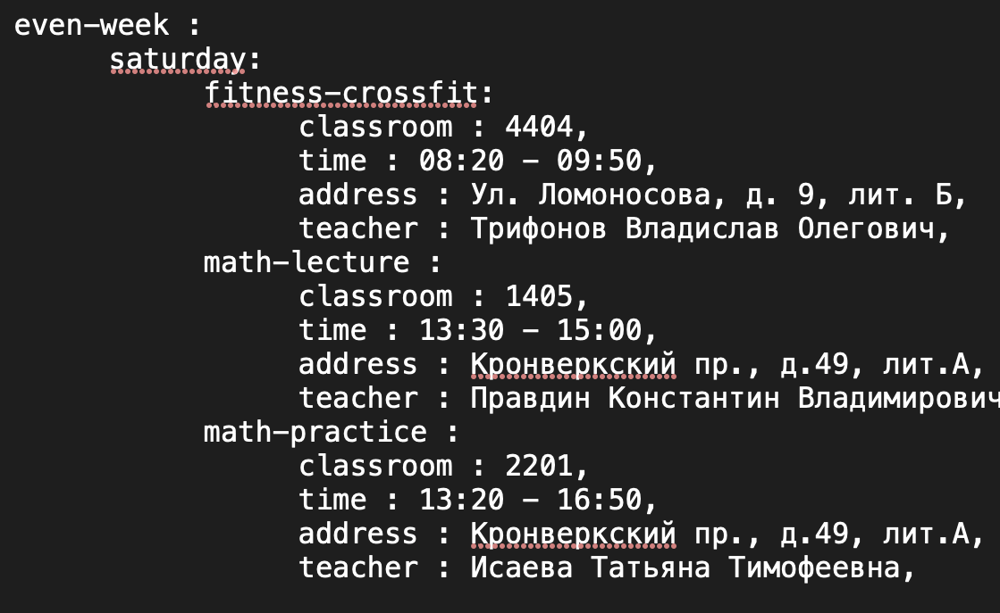 even-week :
saturday:
fitness-crossfit:
classroom : 4404,
time : 08:20 - 09:50,
address : Ул. Ломоносова, д. 9, лит. Б,
teacher : Трифонов Владислав Олегович,
math-lecture :
classroom : 1405,
time : 13:30 - 15:00,
address : Кронверкский пр., д.49, лит.А,
teacher : Правдин Константин Владимирович
math-practice :
classroom : 2201,
time : 13:20 - 16:50,
address : Кронверкский пр., д.49, лит.А,
teacher : Исаева Татьяна Тимофеевна,